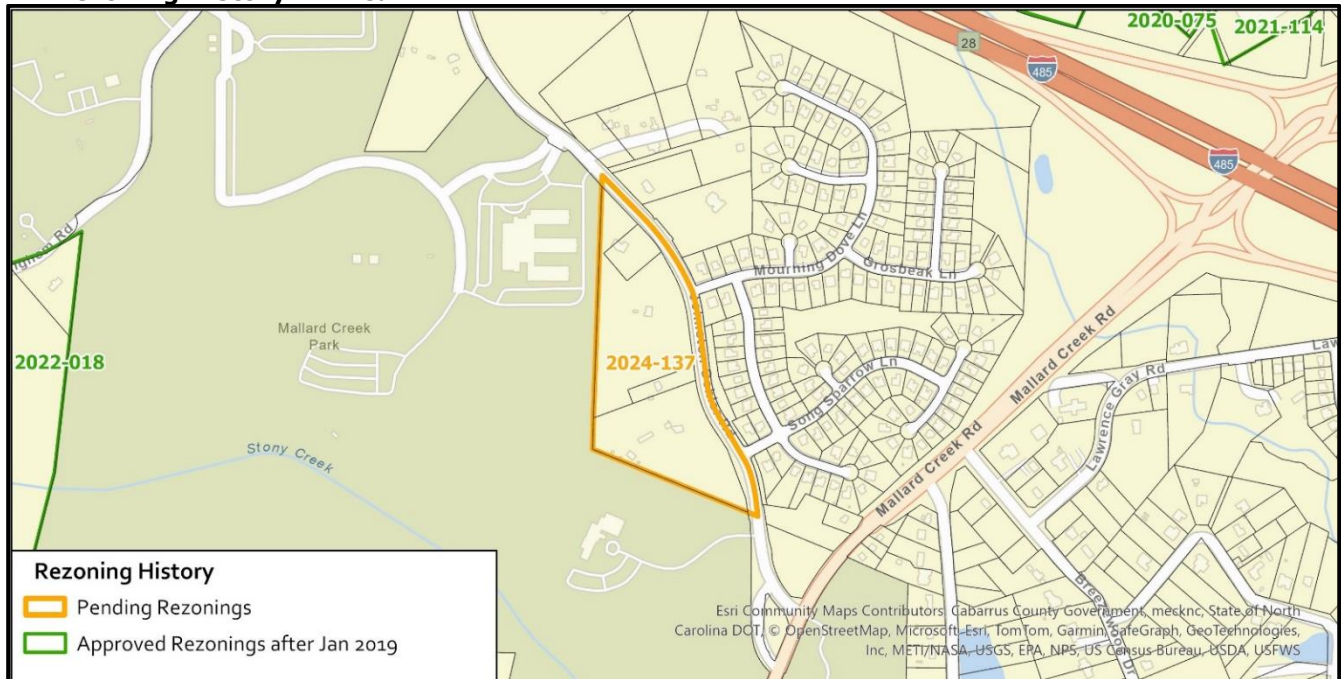 2020-075
2021-114
28
485
485
Mourning Dove Ln
Grosbeak Ln
Mallard Creek
Park
2022-018
2024-137
Song Sparrow Ln
Mallard Creek Rd
Mallard Creek Rd
Lawrence Gray Rd
Stony Creek
Breezewood Dr
Rezoning History
Pending Rezonings
Approved Rezonings after Jan 2019
Esri Community Maps Contributors, Cabarrus County Government, mecknc, State of North
Carolina DOT, © OpenStreetMap, Microsoft, Esri, TomTom, Garmin, SafeGraph, GeoTechnologies,
Inc, METI/NASA, USGS, EPA, NPS, US Census Bureau, USDA, USFWS